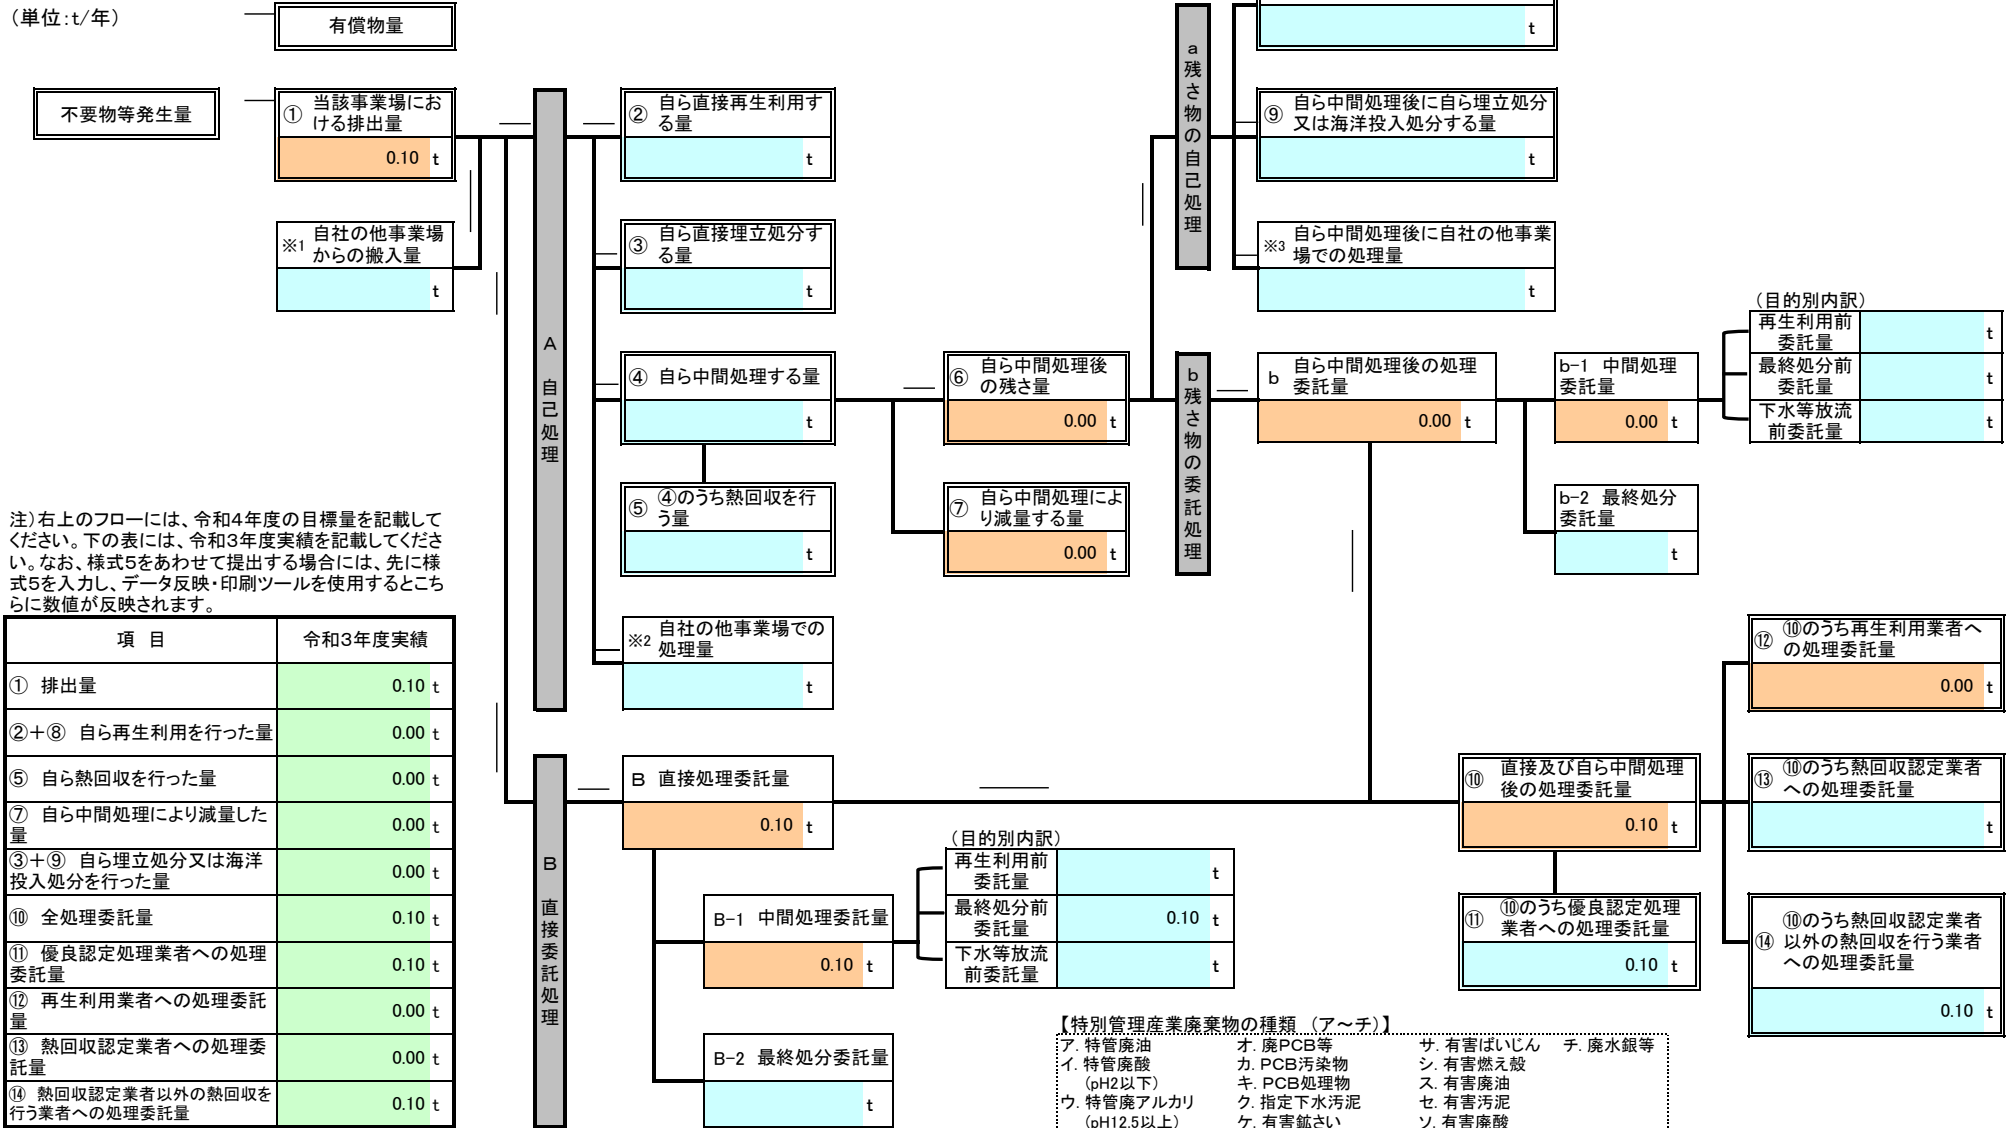 （単位：t/年）
有償物量
t
不要物等発生量
①
当該事業場にお
ける排出量
0.10 t
※1
自社の他事業場
からの搬入量
t
A 自己処理
②
自ら直接再生利用す
る量
t
③
自ら直接埋立処分す
る量
t
④ 自ら中間処理する量
t
⑤
④のうち熱回収を行
う量
t
※2
自社の他事業場での
処理量
t
⑥
自ら中間処理後
の残さ量
0.00 t
⑦
自ら中間処理によ
り減量する量
0.00 t
a残さ物の自己処理
⑨
自ら中間処理後に自ら埋立処分
又は海洋投入処分する量
t
※3
自ら中間処理後に自社の他事業
場での処理量
t
b残さ物の委託処理
b
自ら中間処理後の処理
委託量
0.00 t
b-1 中間処理
委託量
0.00 t
b-2 最終処分
委託量
t
（目的別内訳）
再生利用前
委託量
t
最終処分前
委託量
t
下水等放流
前委託量
t
注）右上のフローには、令和４年度の目標量を記載して
ください。下の表には、令和３年度実績を記載してくださ
い。なお、様式５をあわせて提出する場合には、先に様
式５を入力し、データ反映・印刷ツールを使用するとこち
らに数値が反映されます。
項 目 令和３年度実績
① 排出量 0.10 t
②＋⑧ 自ら再生利用を行った量 0.00 t
⑤ 自ら熱回収を行った量 0.00 t
⑦ 自ら中間処理により減量した
量
0.00 t
③＋⑨ 自ら埋立処分又は海洋
投入処分を行った量
0.00 t
⑩ 全処理委託量 0.10 t
⑪ 優良認定処理業者への処理
委託量
0.10 t
⑫ 再生利用業者への処理委託
量
0.00 t
⑬ 熱回収認定業者への処理委
託量
0.00 t
⑭ 熱回収認定業者以外の熱回収を
行う業者への処理委託量
0.10 t
B 直接委託処理
B 直接処理委託量
0.10 t
B-1 中間処理委託量
0.10 t
B-2 最終処分委託量
t
（目的別内訳）
再生利用前
委託量
t
最終処分前
委託量
0.10 t
下水等放流
前委託量
t
⑩
直接及び自ら中間処理
後の処理委託量
0.10 t
⑪
⑩のうち優良認定処理
業者への処理委託量
0.10 t
⑫
⑩のうち再生利用業者へ
の処理委託量
0.00 t
⑬
⑩のうち熱回収認定業者
への処理委託量
t
⑭
⑩のうち熱回収認定業者
以外の熱回収を行う業者
への処理委託量
0.10 t
【特別管理産業廃棄物の種類 （ア～チ）】
ア. 特管廃油 オ. 廃PCB等 サ. 有害ばいじん チ. 廃水銀等
イ. 特管廃酸 カ. PCB汚染物 シ. 有害燃え殻
（pH2以下） キ. PCB処理物 ス. 有害廃油
ウ. 特管廃アルカリ ク. 指定下水汚泥 セ. 有害汚泥
（pH12.5以上） ケ. 有害鉱さい ソ. 有害廃酸